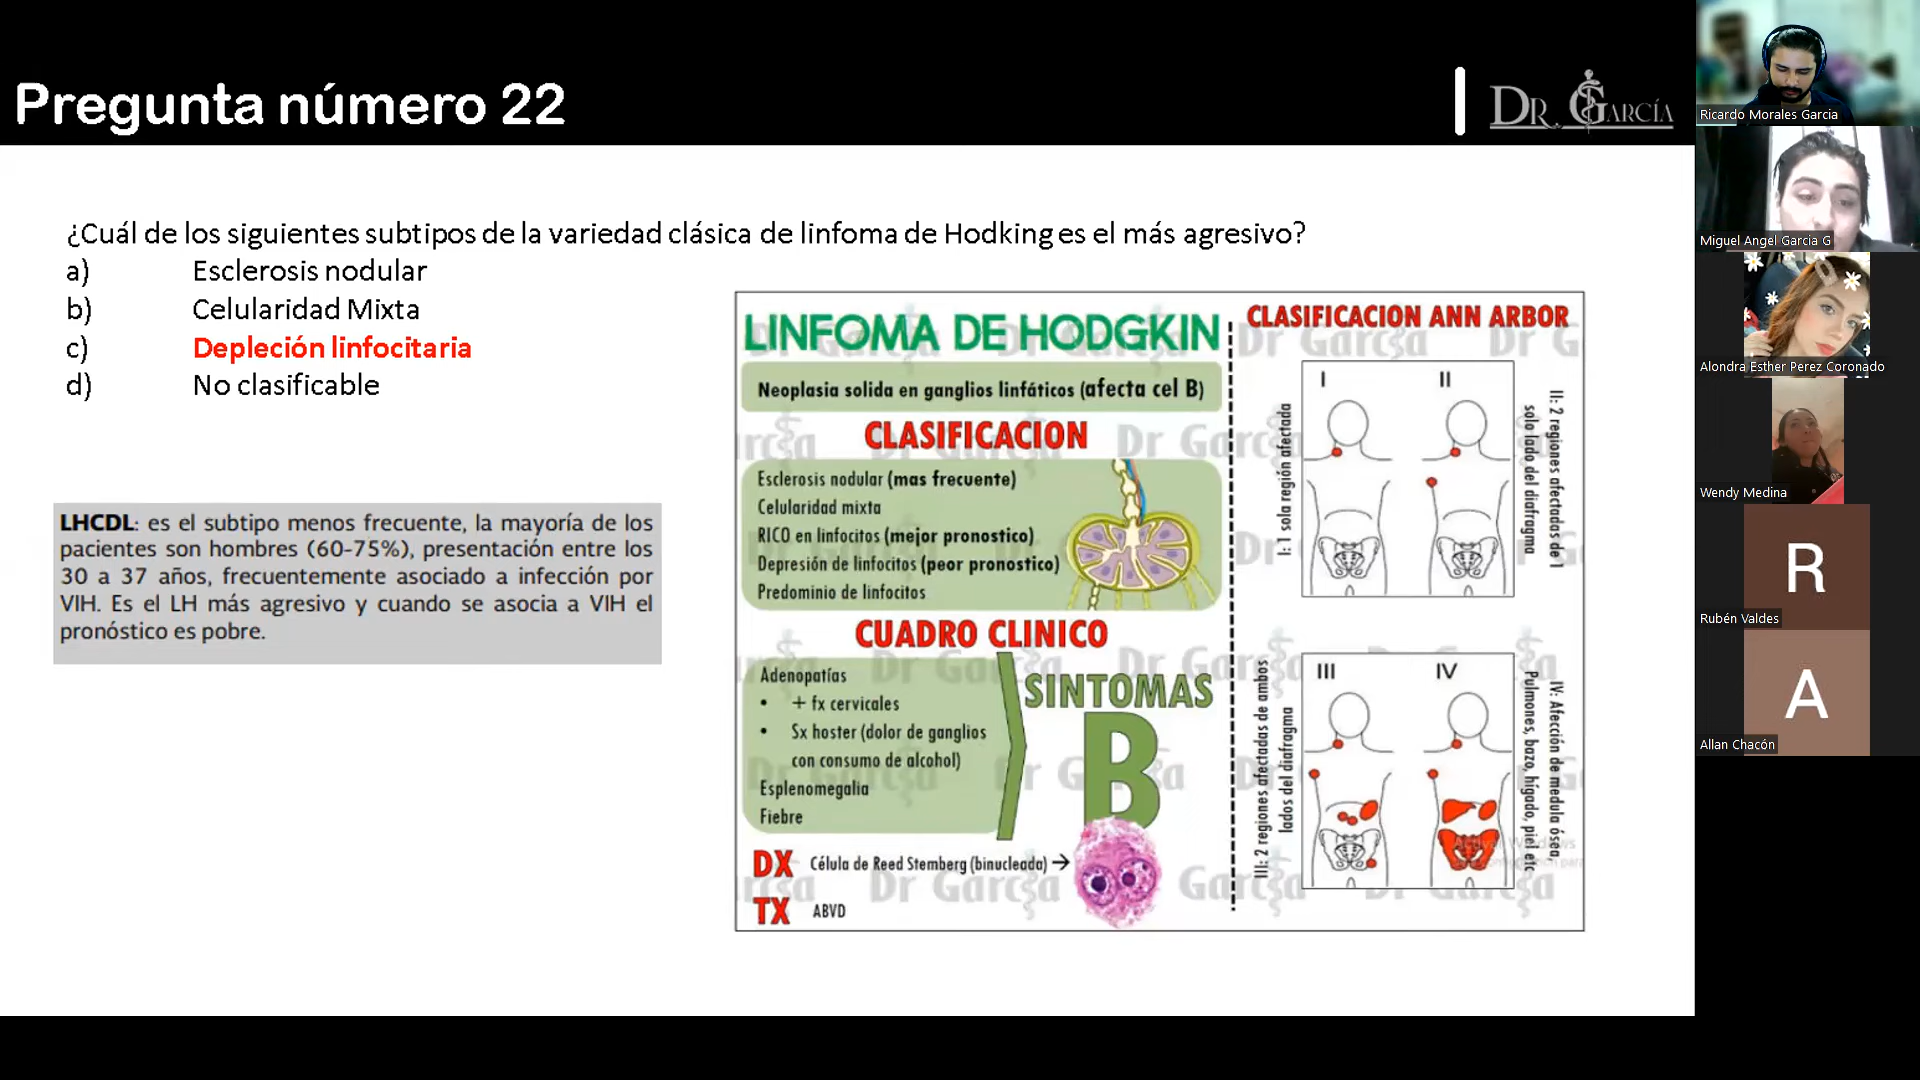 Pregunta número 22
DR. GARCÍA
¿Cuál de los siguientes subtipos de la variedad clásica de linfoma de Hodking es el más agresivo?
a) Esclerosis nodular
b) Celularidad Mixta
c) Depleción linfocitaria
d) No clasificable
LHCDL: es el subtipo menos frecuente, la mayoría de los
pacientes son hombres (60-75%), presentación entre los
30 a 37 años, frecuentemente asociado a infección por
VIH. Es el LH más agresivo y cuando se asocia a VIH el
pronóstico es pobre.
LINFOMA DE HODGKIN
Neoplasia solida en ganglios linfáticos (afecta cel B)
CLASIFICACION
Esclerosis nodular (mas frecuente)
Celularidad mixta
RICO en linfocitos (mejor pronostico)
Depresión de linfocitos (peor pronostico)
Predominio de linfocitos
CUADRO CLINICO
Adenopatías
• + fx cervicales
• Sx hoster (dolor de ganglios
con consumo de alcohol)
Esplenomegalia
Fiebre
SINTOMAS
B
DX Célula de Reed Stemberg (binucleada) →
TX ABVD
CLASIFICACION ANN ARBOR
I II
I: 1 sola región afectada
II: 2 regiones afectadas de 1
solo lado del diafragma
III IV
III: 2 regiones afectadas de ambos
lados del diafragma
IV: Afección de medula ósea,
Pulmones, bazo, hígado, piel etc
Ricardo Morales Garcia
Miguel Angel Garcia G
Alondra Esther Perez Coronado
Wendy Medina
R
Rubén Valdes
A
Allan Chacón